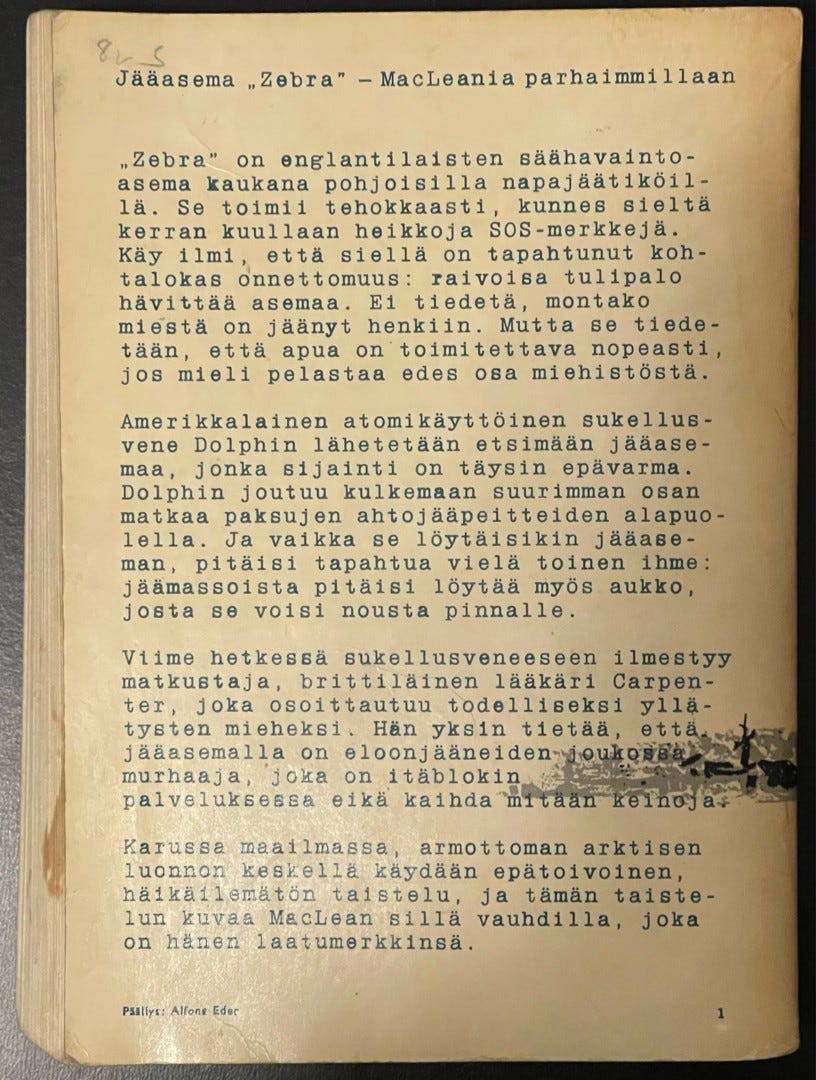 Jääasema „Zebra” – MacLeania parhaimmillaan
„Zebra” on englantilaisten säähavainto-
asema kaukana pohjoisilla napajäätiköil-
lä. Se toimii tehokkaasti, kunnes sieltä
kerran kuullaan heikkoja SOS-merkkejä.
Käy ilmi, että siellä on tapahtunut koh-
talokas onnettomuus: raivoisa tulipalo
hävittää asemaa. Ei tiedetä, montako
miestä on jäänyt henkiin. Mutta se tiede-
tään, että apua on toimitettava nopeasti,
jos mieli pelastaa edes osa miehistöstä.
Amerikkalainen atomikäyttöinen sukellus-
vene Dolphin lähetetään etsimään jääase-
maa, jonka sijainti on täysin epävarma.
Dolphin joutuu kulkemaan suurimman osan
matkaa paksujen ahtojääpeitteiden alapuo-
lella. Ja vaikka se löytäisikin jääase-
man, pitäisi tapahtua vielä toinen ihme:
jäämassoista pitäisi löytää myös aukko,
josta se voisi nousta pinnalle.
Viime hetkessä sukellusveneeseen ilmestyy
matkustaja, brittiläinen lääkäri Carpen-
ter, joka osoittautuu todelliseksi yllä-
tysten mieheksi. Hän yksin tietää, että
jääasemalla on eloonjääneiden joukossa
murhaaja, joka on itäblokin
palveluksessa eikä kaihda mitään keinoja.
Karussa maailmassa, armottoman arktisen
luonnon keskellä käydään epätoivoinen,
häikäilemätön taistelu, ja tämän taiste-
lun kuvaa MacLean sillä vauhdilla, joka
on hänen laatumerkkinsä.
Päällys: Alfons Eder
1